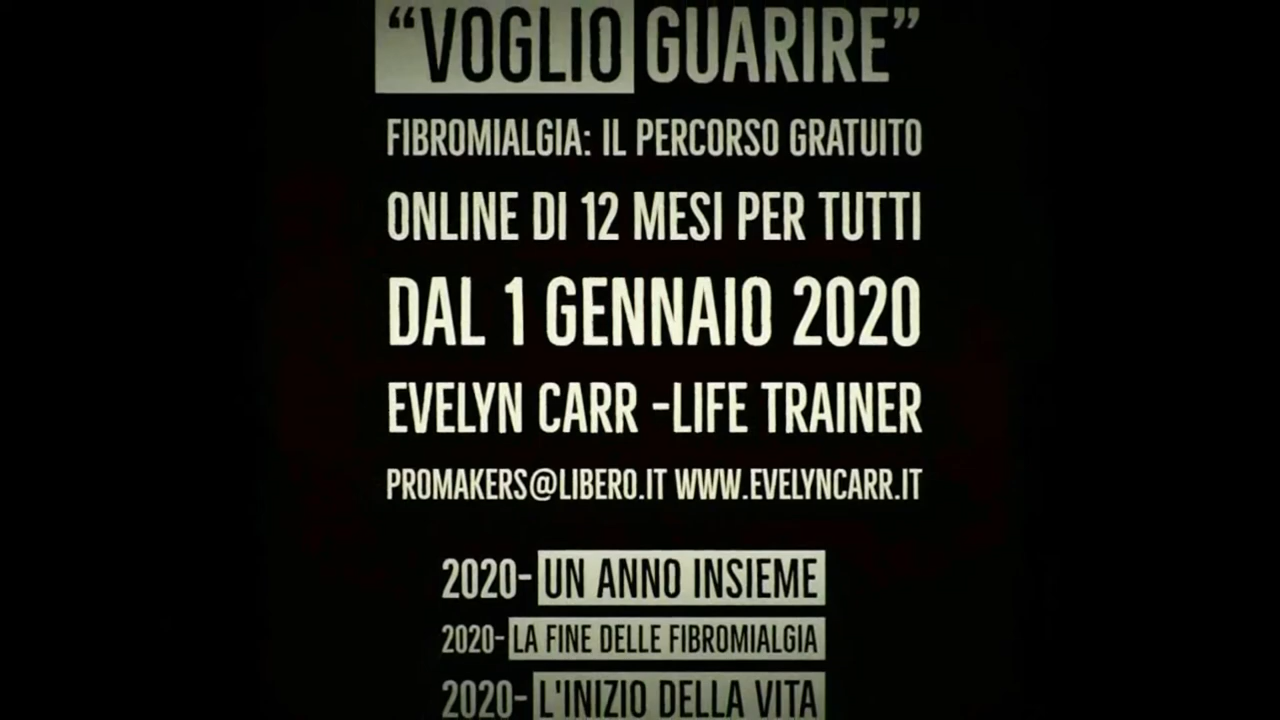 “VOGLIO GUARIRE”
FIBROMIALGIA: IL PERCORSO GRATUITO
ONLINE DI 12 MESI PER TUTTI
DAL 1 GENNAIO 2020
EVELYN CARR -LIFE TRAINER
PROMAKERS@LIBERO.IT WWW.EVELYNCARR.IT
2020- UN ANNO INSIEME
2020- LA FINE DELLE FIBROMIALGIA
2020- L'INIZIO DELLA VITA